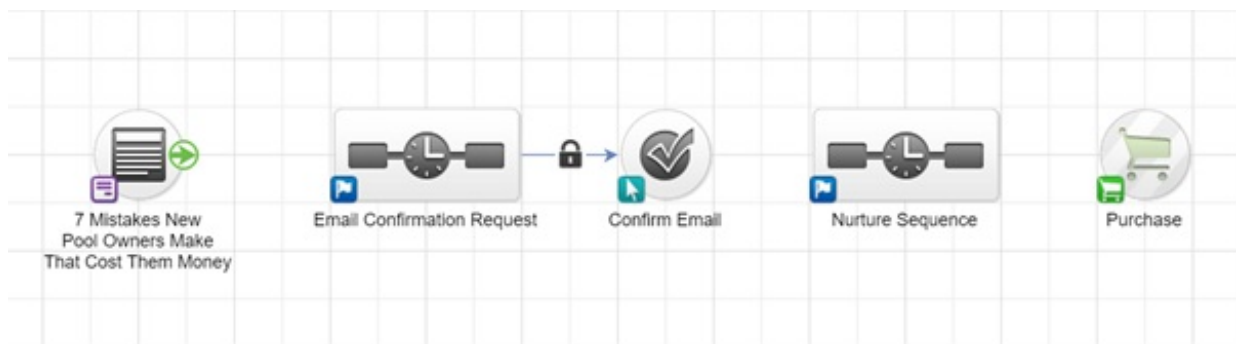 7 Mistakes New
Pool Owners Make
That Cost Them Money
Email Confirmation Request
Confirm Email
Nurture Sequence
Purchase